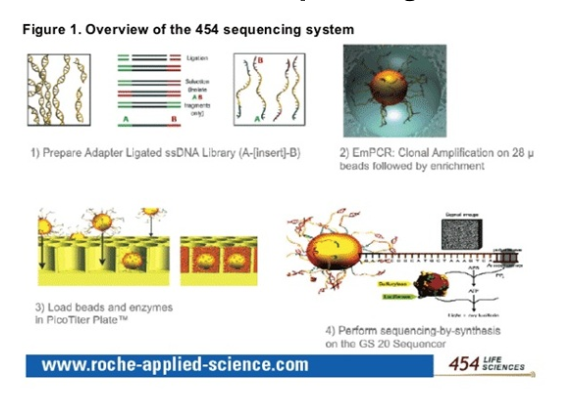 Figure 1. Overview of the 454 sequencing system
Ligation
Selection
(isolate
A B
fragments
only)
A B
B
A
1) Prepare Adapter Ligated ssDNA Library (A-[insert]-B)
2) EmPCR: Clonal Amplification on 28 µ
beads followed by enrichment
Signal image
Sulfurylase
Luciferase
APS
PPi
ATP
3) Load beads and enzymes
in PicoTiter Plate™
4) Perform sequencing-by-synthesis
on the GS 20 Sequencer
www.roche-applied-science.com
454 LIFE
SCIENCES